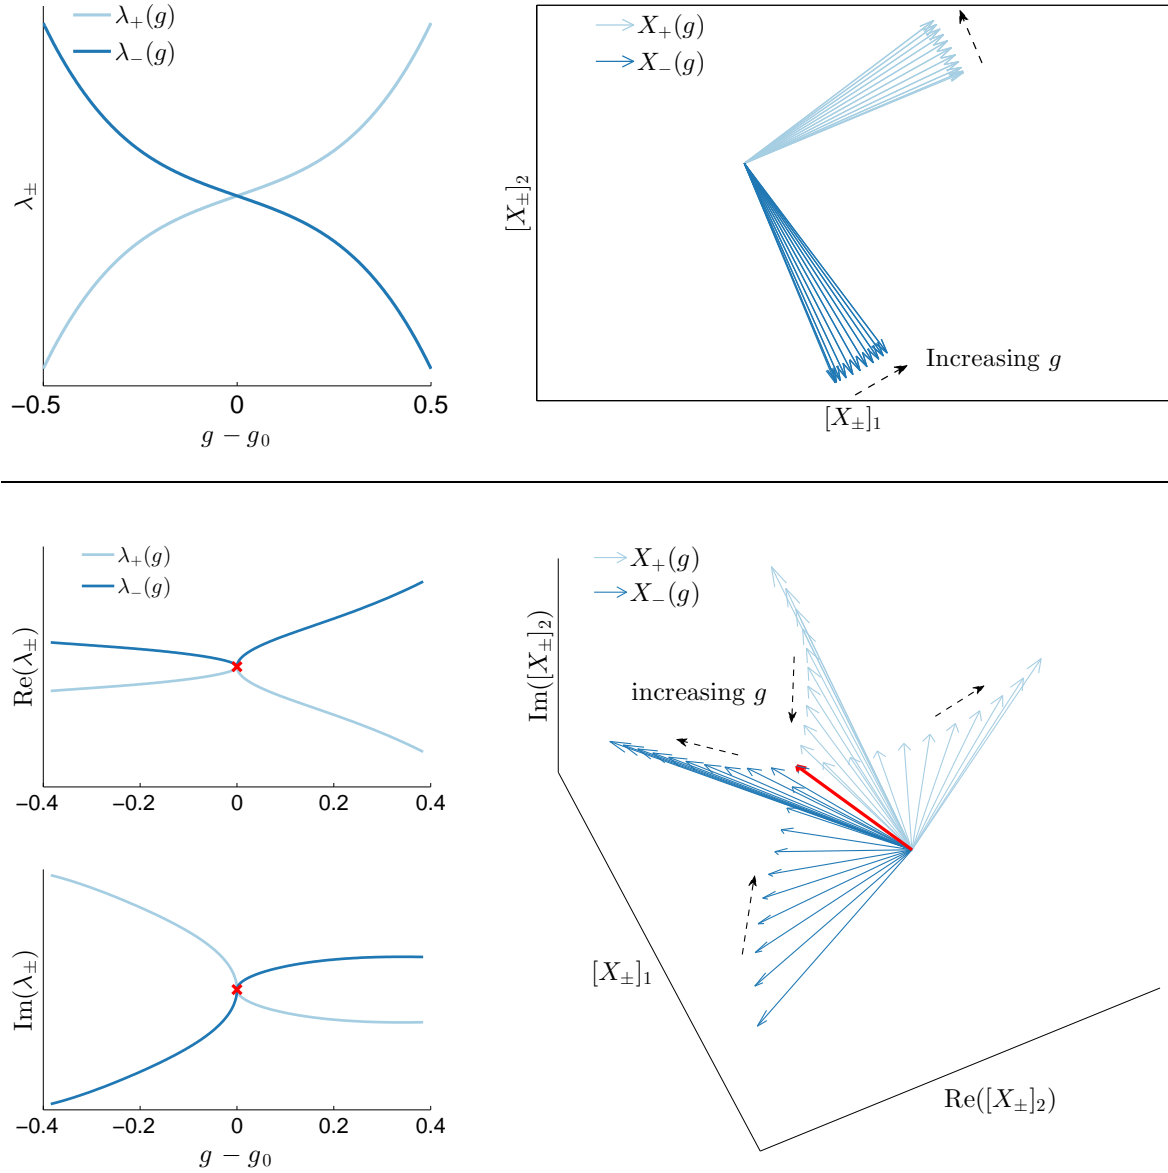 λ₊(g)
λ₋(g)
λ±
−0.5 0 0.5
g − g₀
X₊(g)
X₋(g)
[X±]₂
Increasing g
[X±]₁
λ₊(g)
λ₋(g)
Re(λ±)
−0.4 −0.2 0 0.2 0.4
Im(λ±)
−0.4 −0.2 0 0.2 0.4
g − g₀
X₊(g)
X₋(g)
Im([X±]₂)
increasing g
[X±]₁
Re([X±]₂)